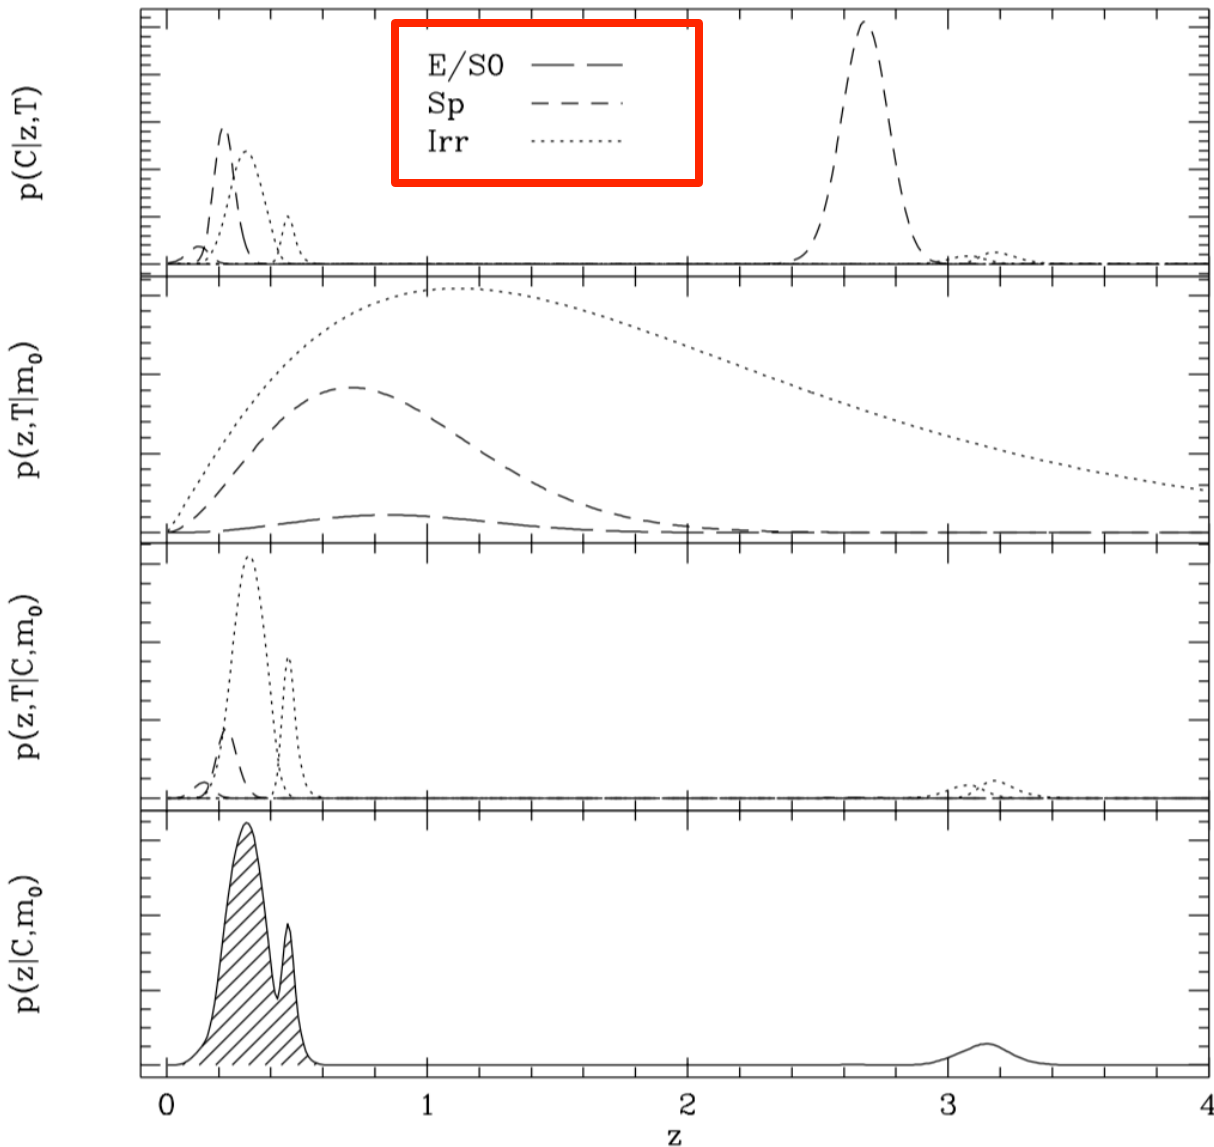 p(C|z,T)
E/S0
Sp
Irr
p(z,T|m₀)
p(z,T|C,m₀)
p(z|C,m₀)
0 1 2 3 4
z